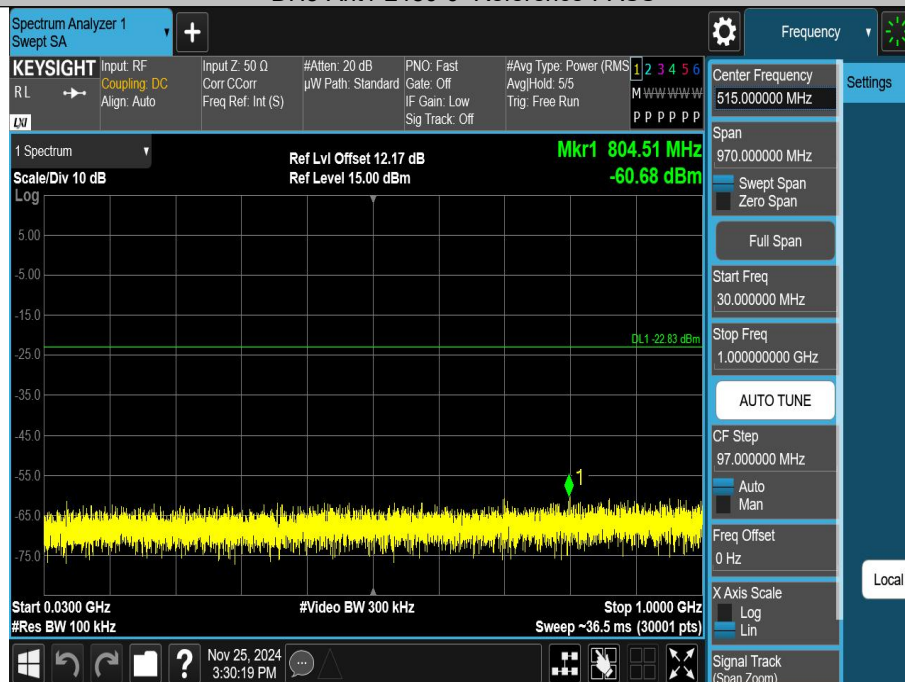 Spectrum Analyzer 1
Swept SA
Frequency
KEYSIGHT
RL
LXI
Input: RF
Coupling: DC
Align: Auto
Input Z: 50 Ω
Corr CCorr
Freq Ref: Int (S)
#Atten: 20 dB
µW Path: Standard
PNO: Fast
Gate: Off
IF Gain: Low
Sig Track: Off
#Avg Type: Power (RMS
Avg|Hold: 5/5
Trig: Free Run
1 2 3 4 5 6
M W W W W W
P P P P P P
1 Spectrum
Scale/Div 10 dB
Log
Ref Lvl Offset 12.17 dB
Ref Level 15.00 dBm
Mkr1 804.51 MHz
-60.68 dBm
5.00
-5.00
-15.0
DL1 -22.83 dBm
-25.0
-35.0
-45.0
-55.0
1
-65.0
-75.0
Start 0.0300 GHz
#Video BW 300 kHz
Stop 1.0000 GHz
#Res BW 100 kHz
Sweep ~36.5 ms (30001 pts)
Nov 25, 2024
3:30:19 PM
Center Frequency
515.000000 MHz
Settings
Span
970.000000 MHz
Swept Span
Zero Span
Full Span
Start Freq
30.000000 MHz
Stop Freq
1.000000000 GHz
AUTO TUNE
CF Step
97.000000 MHz
Auto
Man
Freq Offset
0 Hz
Local
X Axis Scale
Log
Lin
Signal Track
(Span Zoom)